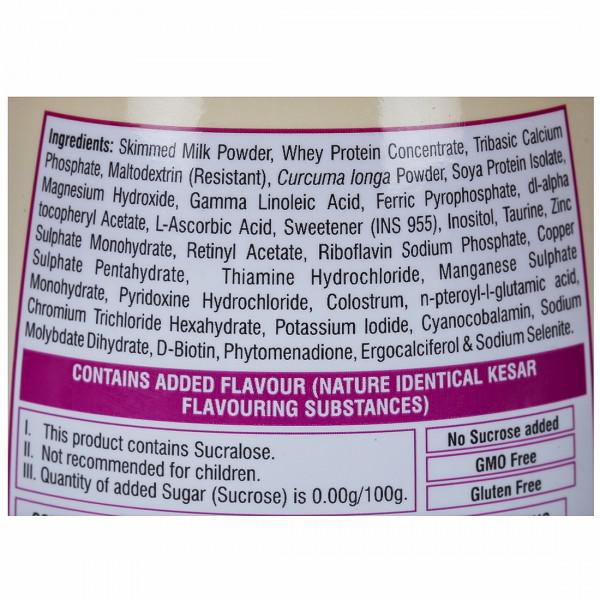 Ingredients: Skimmed Milk Powder, Whey Protein Concentrate, Tribasic Calcium
Phosphate, Maltodextrin (Resistant), Curcuma longa Powder, Soya Protein Isolate,
Magnesium Hydroxide, Gamma Linoleic Acid, Ferric Pyrophosphate, dl-alpha
tocopheryl Acetate, L-Ascorbic Acid, Sweetener (INS 955), Inositol, Taurine, Zinc
Sulphate Monohydrate, Retinyl Acetate, Riboflavin Sodium Phosphate, Copper
Sulphate Pentahydrate, Thiamine Hydrochloride, Manganese Sulphate
Monohydrate, Pyridoxine Hydrochloride, Colostrum, n-pteroyl-l-glutamic acid,
Chromium Trichloride Hexahydrate, Potassium Iodide, Cyanocobalamin, Sodium
Molybdate Dihydrate, D-Biotin, Phytomenadione, Ergocalciferol & Sodium Selenite.
CONTAINS ADDED FLAVOUR (NATURE IDENTICAL KESAR
FLAVOURING SUBSTANCES)
I. This product contains Sucralose.
II. Not recommended for children.
III. Quantity of added Sugar (Sucrose) is 0.00g/100g.
No Sucrose added
GMO Free
Gluten Free